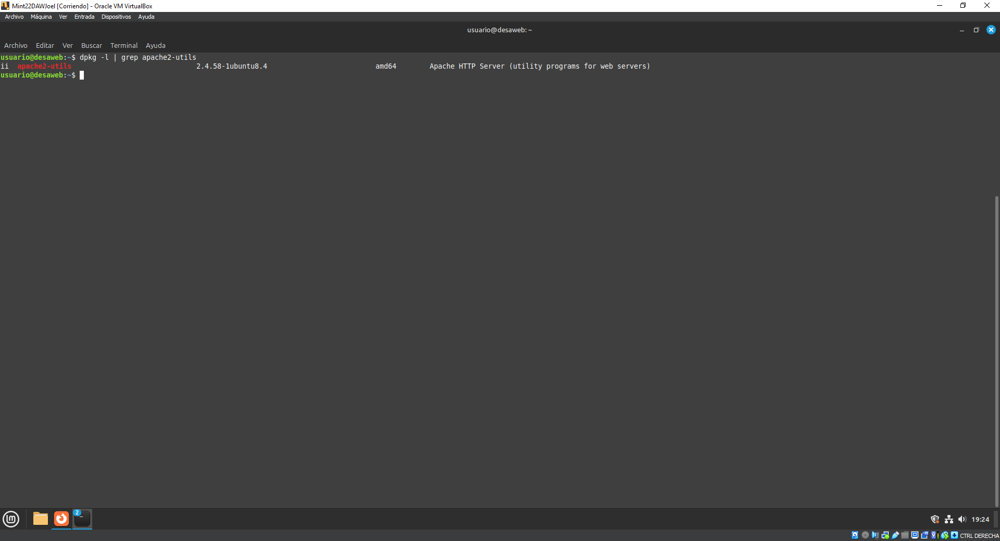 Mint22DAWJoel [Corriendo] - Oracle VM VirtualBox
Archivo Máquina Ver Entrada Dispositivos Ayuda
usuario@desaweb: ~
Archivo Editar Ver Buscar Terminal Ayuda
usuario@desaweb:~$ dpkg -l | grep apache2-utils
ii apache2-utils 2.4.58-1ubuntu8.4 amd64 Apache HTTP Server (utility programs for web servers)
usuario@desaweb:~$
2
19:24
CTRL DERECHA